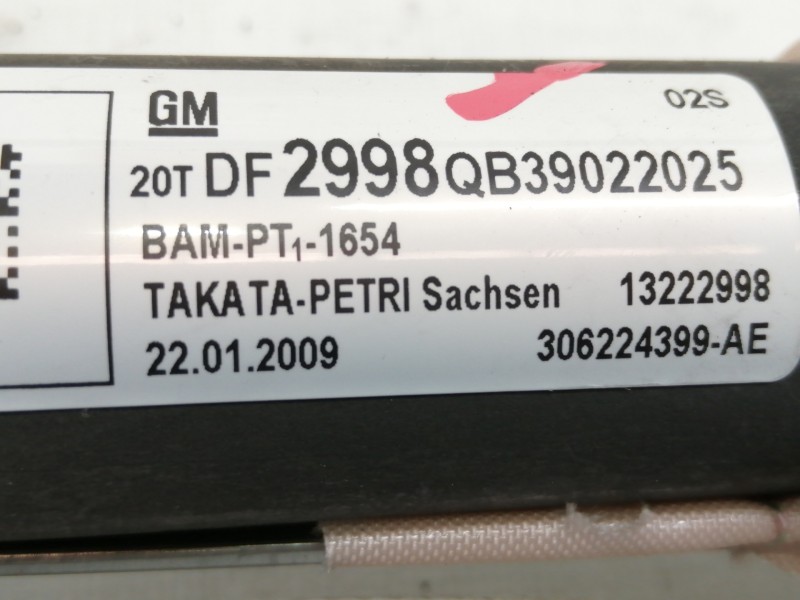 GM
02S
20T DF 2998 QB39022025
BAM-PT1-1654
TAKATA-PETRI Sachsen 13222998
22.01.2009 306224399-AE